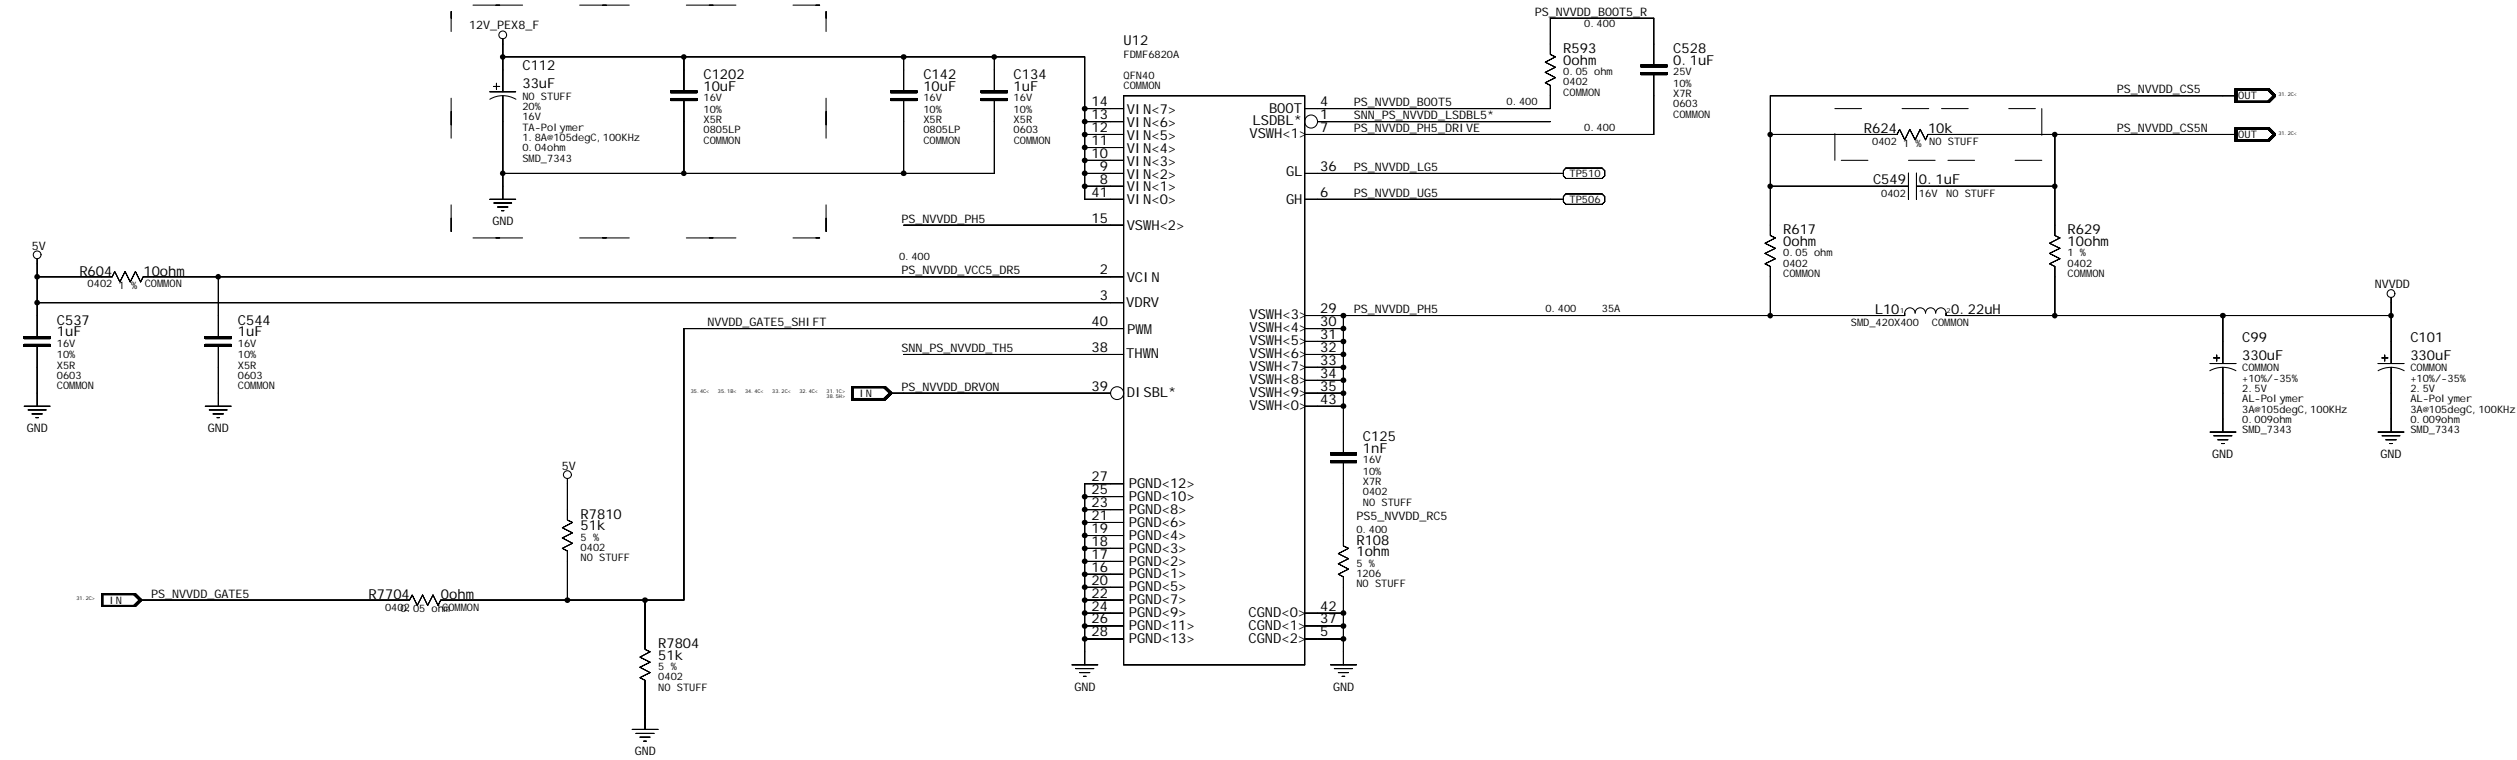 12V_PEX8_F
C112
33uF
NO STUFF
20%
16V
TA-Polymer
1.8A@105degC,100KHz
0.04ohm
SMD_7343
GND
C1202
10uF
16V
10%
X5R
0805LP
COMMON
C142
10uF
16V
10%
X5R
0805LP
COMMON
C134
1uF
16V
10%
X5R
0603
COMMON
U12
FDMF6820A
QFN40
COMMON
14 VIN<7>
13 VIN<6>
12 VIN<5>
11 VIN<4>
10 VIN<3>
9 VIN<2>
8 VIN<1>
41 VIN<0>
PS_NVVDD_PH5 15 VSWH<2>
0.400
PS_NVVDD_VCC5_DR5 2 VCIN
3 VDRV
NVVDD_GATE5_SHIFT 40 PWM
SNN_PS_NVVDD_TH5 38 THWN
IN PS_NVVDD_DRVON 39 DISBL*
27 PGND<12>
25 PGND<10>
23 PGND<8>
21 PGND<6>
19 PGND<4>
18 PGND<3>
17 PGND<2>
16 PGND<1>
20 PGND<5>
22 PGND<7>
24 PGND<9>
26 PGND<11>
28 PGND<13>
GND
5V
R604 10ohm
0402 1 % COMMON
C537
1uF
16V
10%
X5R
0603
COMMON
GND
C544
1uF
16V
10%
X5R
0603
COMMON
GND
5V
R7810
51k
5 %
0402
NO STUFF
31.2C> IN PS_NVVDD_GATE5
R7704 0ohm
0402 0.05 ohm COMMON
R7804
51k
5 %
0402
NO STUFF
GND
PS_NVVDD_BOOT5_R
0.400
R593
0ohm
0.05 ohm
0402
COMMON
C528
0.1uF
25V
10%
X7R
0603
COMMON
BOOT 4 PS_NVVDD_BOOT5 0.400
LSDBL* 1 SNN_PS_NVVDD_LSDBL5*
VSWH<1> 7 PS_NVVDD_PH5_DRIVE 0.400
GL 36 PS_NVVDD_LG5 TP510
GH 6 PS_NVVDD_UG5 TP506
VSWH<3> 29 PS_NVVDD_PH5 0.400 35A
VSWH<4> 30
VSWH<5> 31
VSWH<6> 32
VSWH<7> 33
VSWH<8> 34
VSWH<9> 35
VSWH<0> 43
C125
1nF
16V
10%
X7R
0402
NO STUFF
PS5_NVVDD_RC5
0.400
R108
1ohm
5 %
1206
NO STUFF
CGND<0> 42
CGND<1> 37
CGND<2> 5
GND
PS_NVVDD_CS5 OUT 31.2C<
R624 10k
0402 1 % NO STUFF
PS_NVVDD_CS5N OUT 31.2C<
C549 0.1uF
0402 16V NO STUFF
R617
0ohm
0.05 ohm
0402
COMMON
R629
10ohm
1 %
0402
COMMON
L10 0.22uH
SMD_420X400 COMMON
NVVDD
C99
330uF
COMMON
+10%/-35%
2.5V
AL-Polymer
3A@105degC,100KHz
0.009ohm
SMD_7343
GND
C101
330uF
COMMON
+10%/-35%
2.5V
AL-Polymer
3A@105degC,100KHz
0.009ohm
SMD_7343
GND